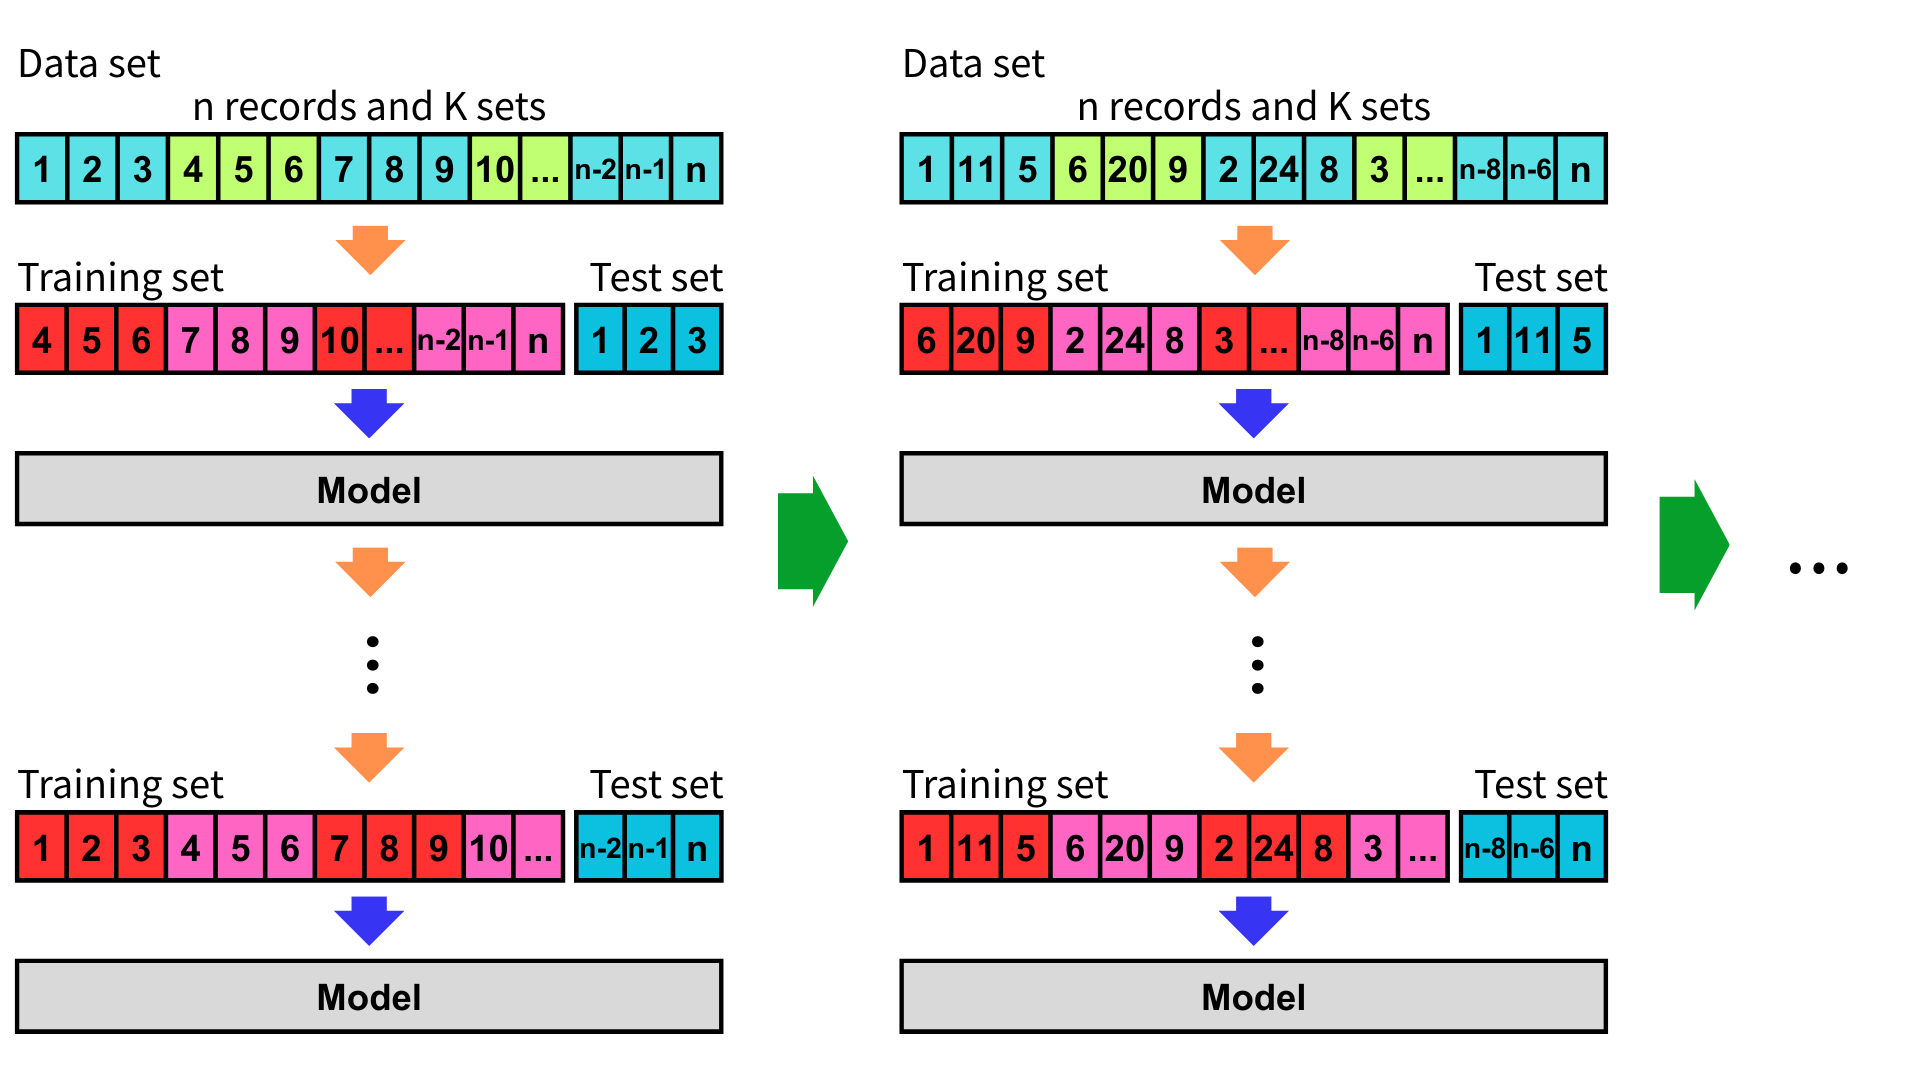 Data set
n records and K sets
1 2 3 4 5 6 7 8 9 10 ... n-2 n-1 n
Training set Test set
4 5 6 7 8 9 10 ... n-2 n-1 n 1 2 3
Model
Training set Test set
1 2 3 4 5 6 7 8 9 10 ... n-2 n-1 n
Model
Data set
n records and K sets
1 11 5 6 20 9 2 24 8 3 ... n-8 n-6 n
Training set Test set
6 20 9 2 24 8 3 ... n-8 n-6 n 1 11 5
Model
Training set Test set
1 11 5 6 20 9 2 24 8 3 ... n-8 n-6 n
Model
...